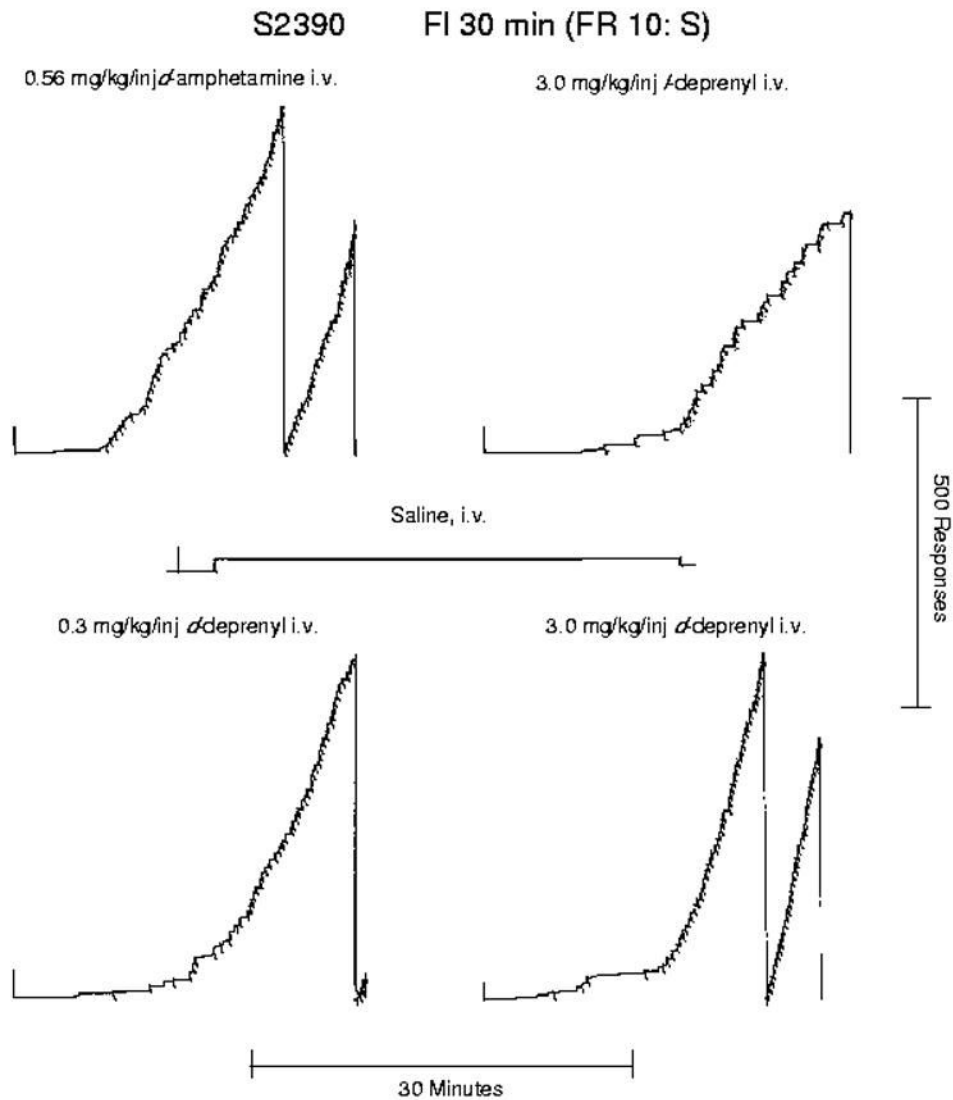 S2390 FI 30 min (FR 10: S)
0.56 mg/kg/inj d-amphetamine i.v.
3.0 mg/kg/inj l-deprenyl i.v.
500 Responses
Saline, i.v.
0.3 mg/kg/inj d-deprenyl i.v.
3.0 mg/kg/inj d-deprenyl i.v.
30 Minutes